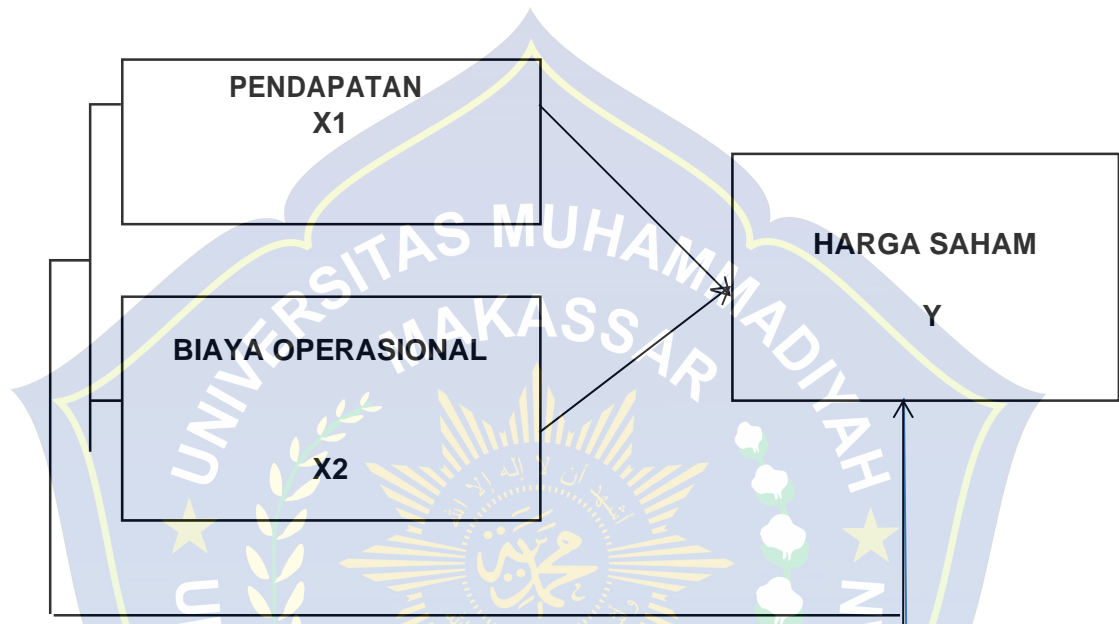 PENDAPATAN
X1
HARGA SAHAM
Y
BIAYA OPERASIONAL
X2
UNIVERSITAS MUHAMMADIYAH
MAKASSAR